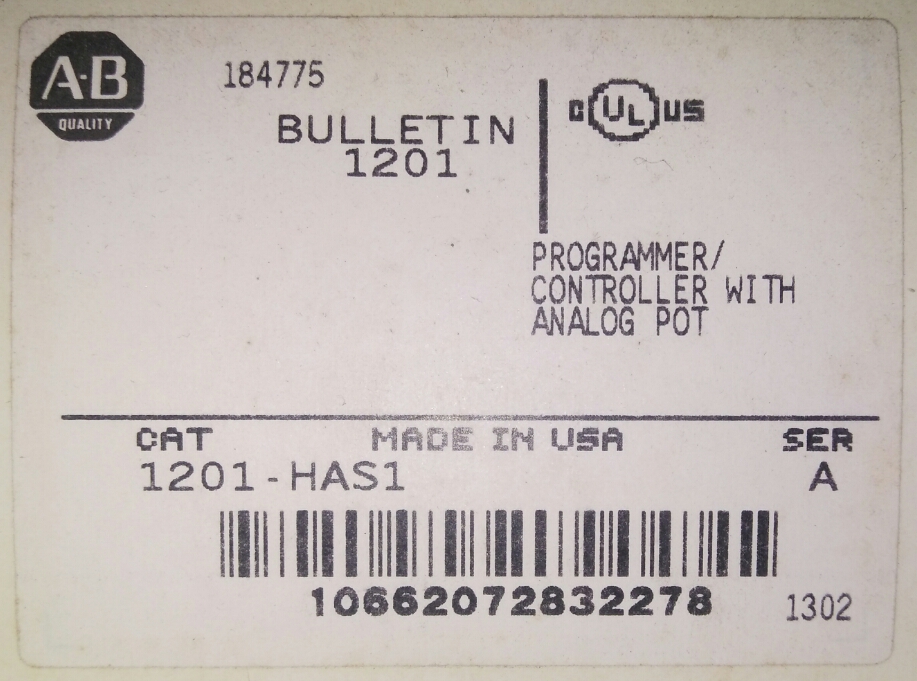 A·B
QUALITY
184775
BULLETIN
1201
C UL US
PROGRAMMER/
CONTROLLER WITH
ANALOG POT
CAT MADE IN USA SER
1201-HAS1 A
10662072832278
1302